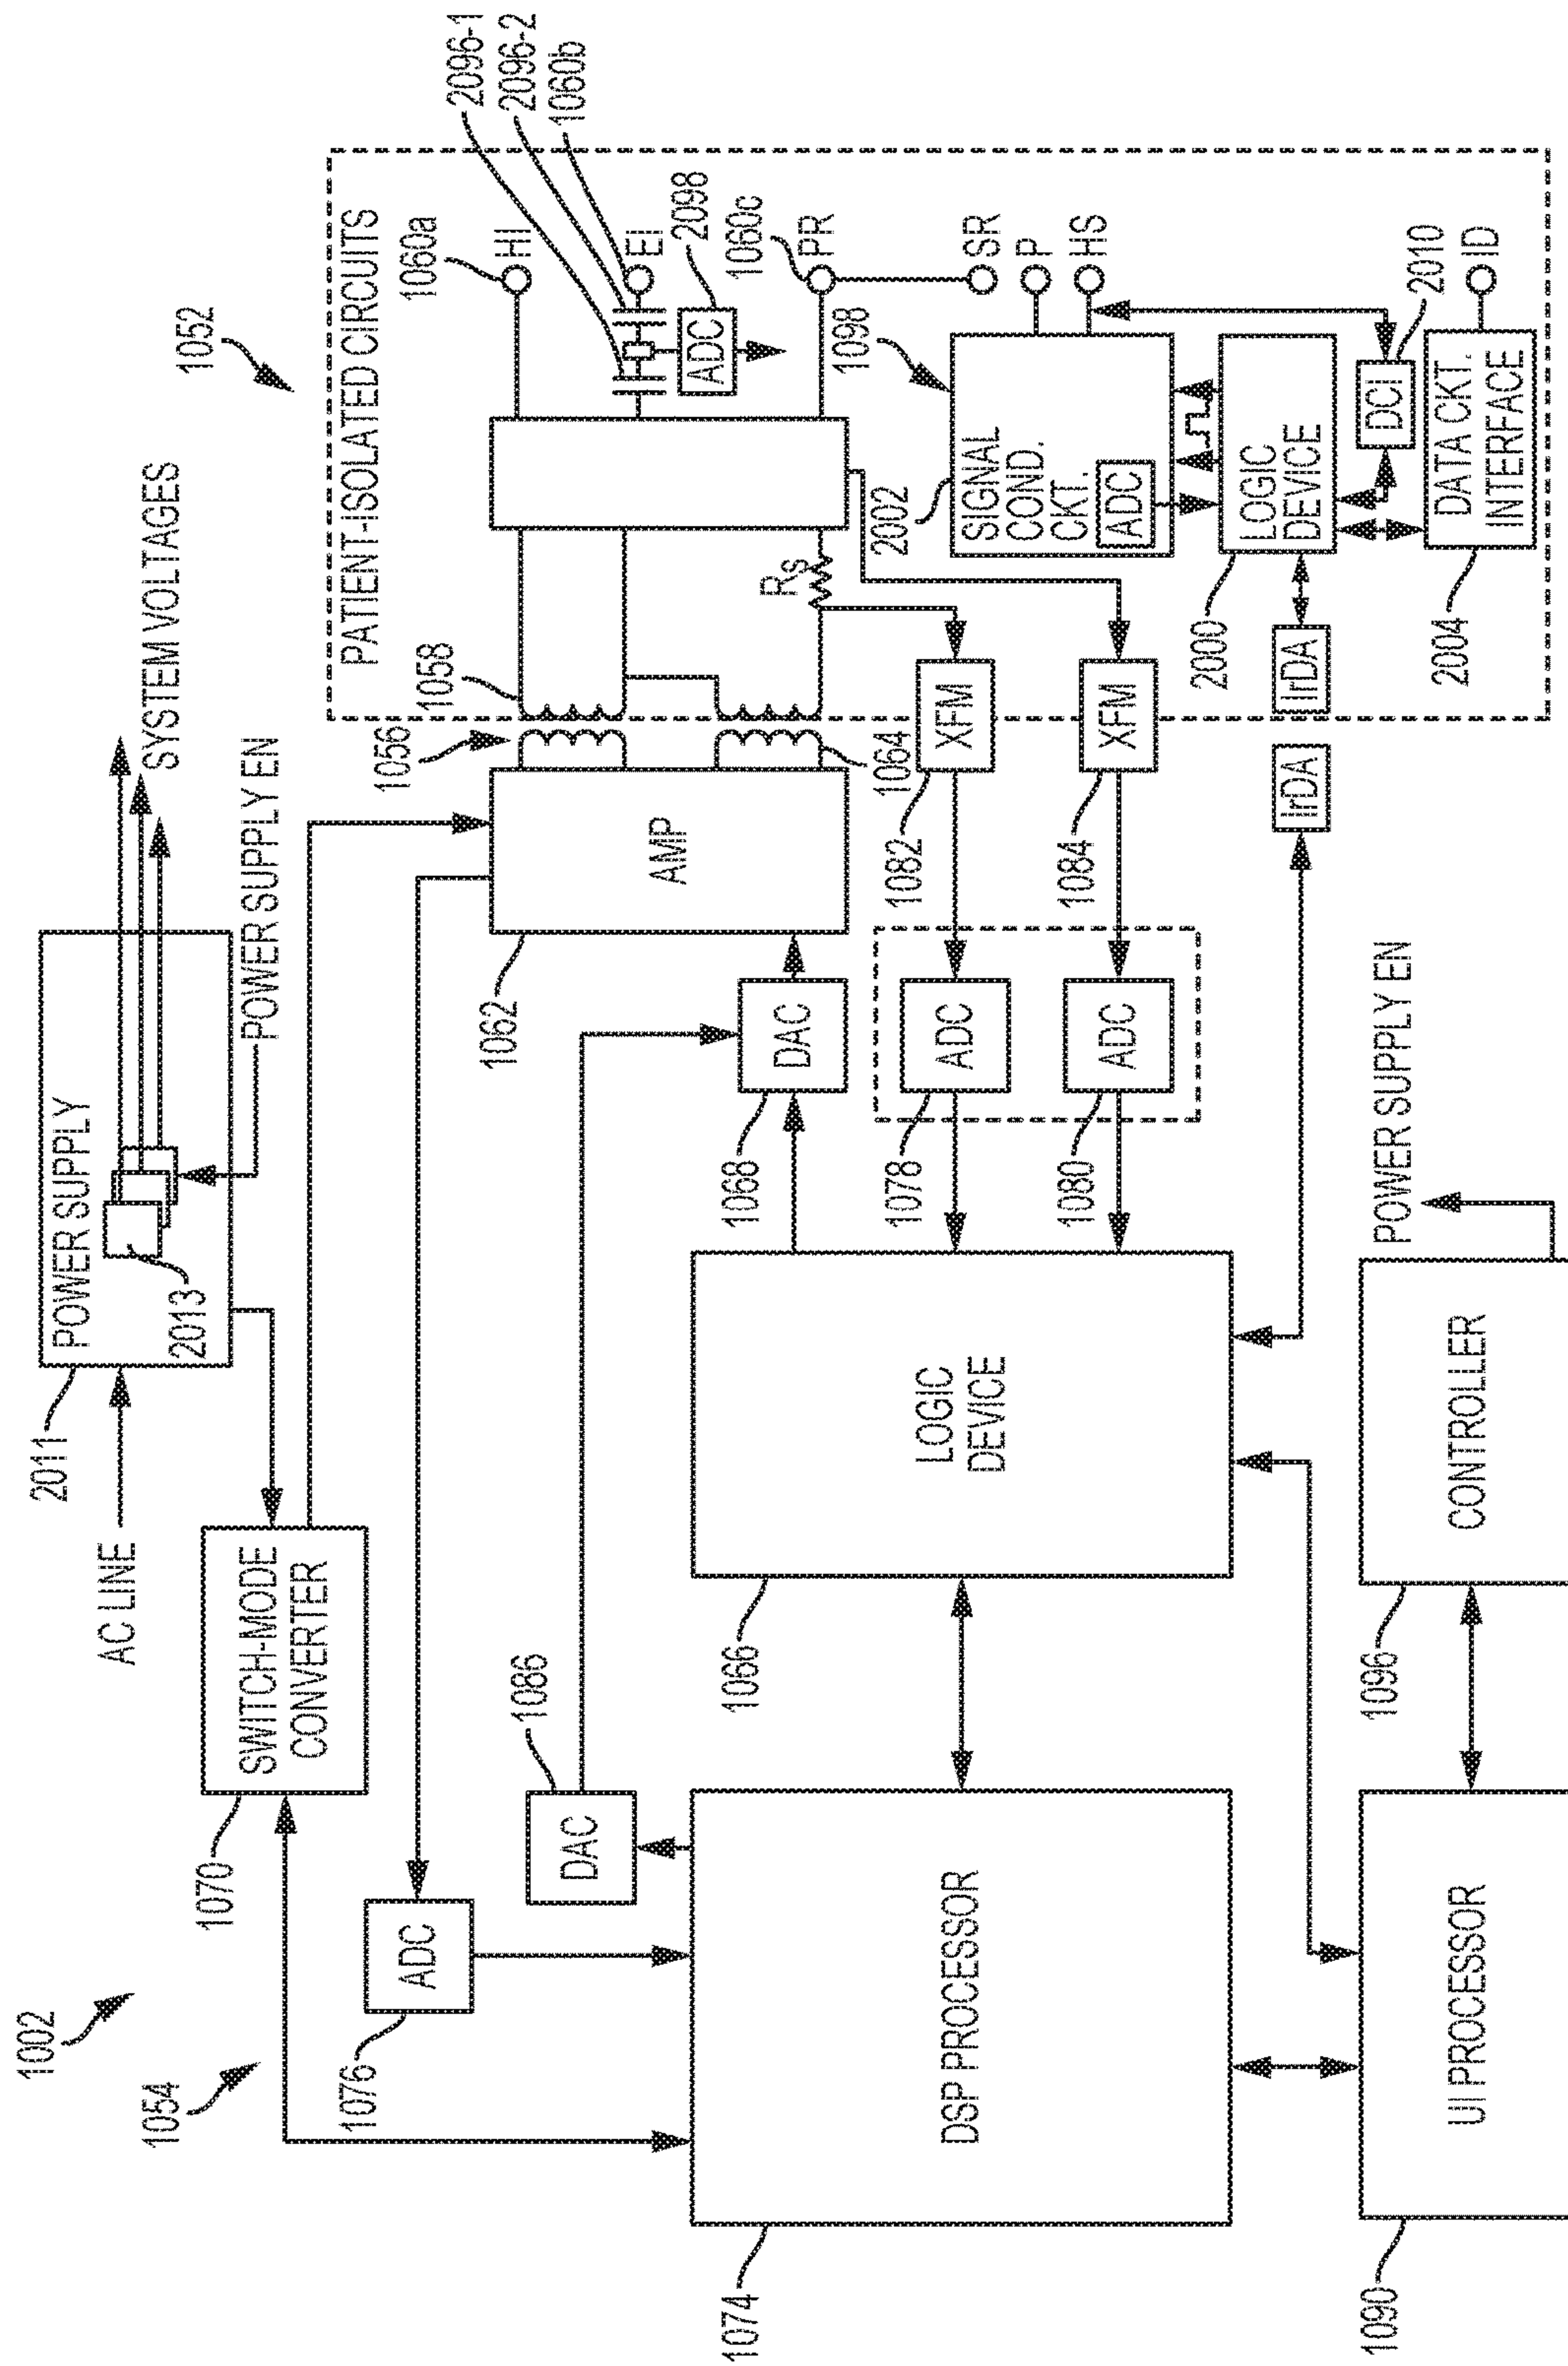 1002
1054
AC LINE
2011
POWER SUPPLY
2013
SYSTEM VOLTAGES
POWER SUPPLY EN
1052
1070
SWITCH-MODE
CONVERTER
1076
ADC
1086
DAC
1062
AMP
1056
1058
1064
PATIENT-ISOLATED CIRCUITS
2096-1
2096-2
1060b
1060a
HI
EI
ADC
2098
1060c
PR
RS
SR
P
HS
1098
2002
SIGNAL
COND.
CKT.
ADC
1074
DSP PROCESSOR
1066
LOGIC
DEVICE
1068
DAC
1078
ADC
1080
ADC
1082
XFM
1084
XFM
2000
LOGIC
DEVICE
IrDA
IrDA
DCI
2010
2004
DATA CKT.
INTERFACE
ID
1090
UI PROCESSOR
1096
CONTROLLER
POWER SUPPLY EN